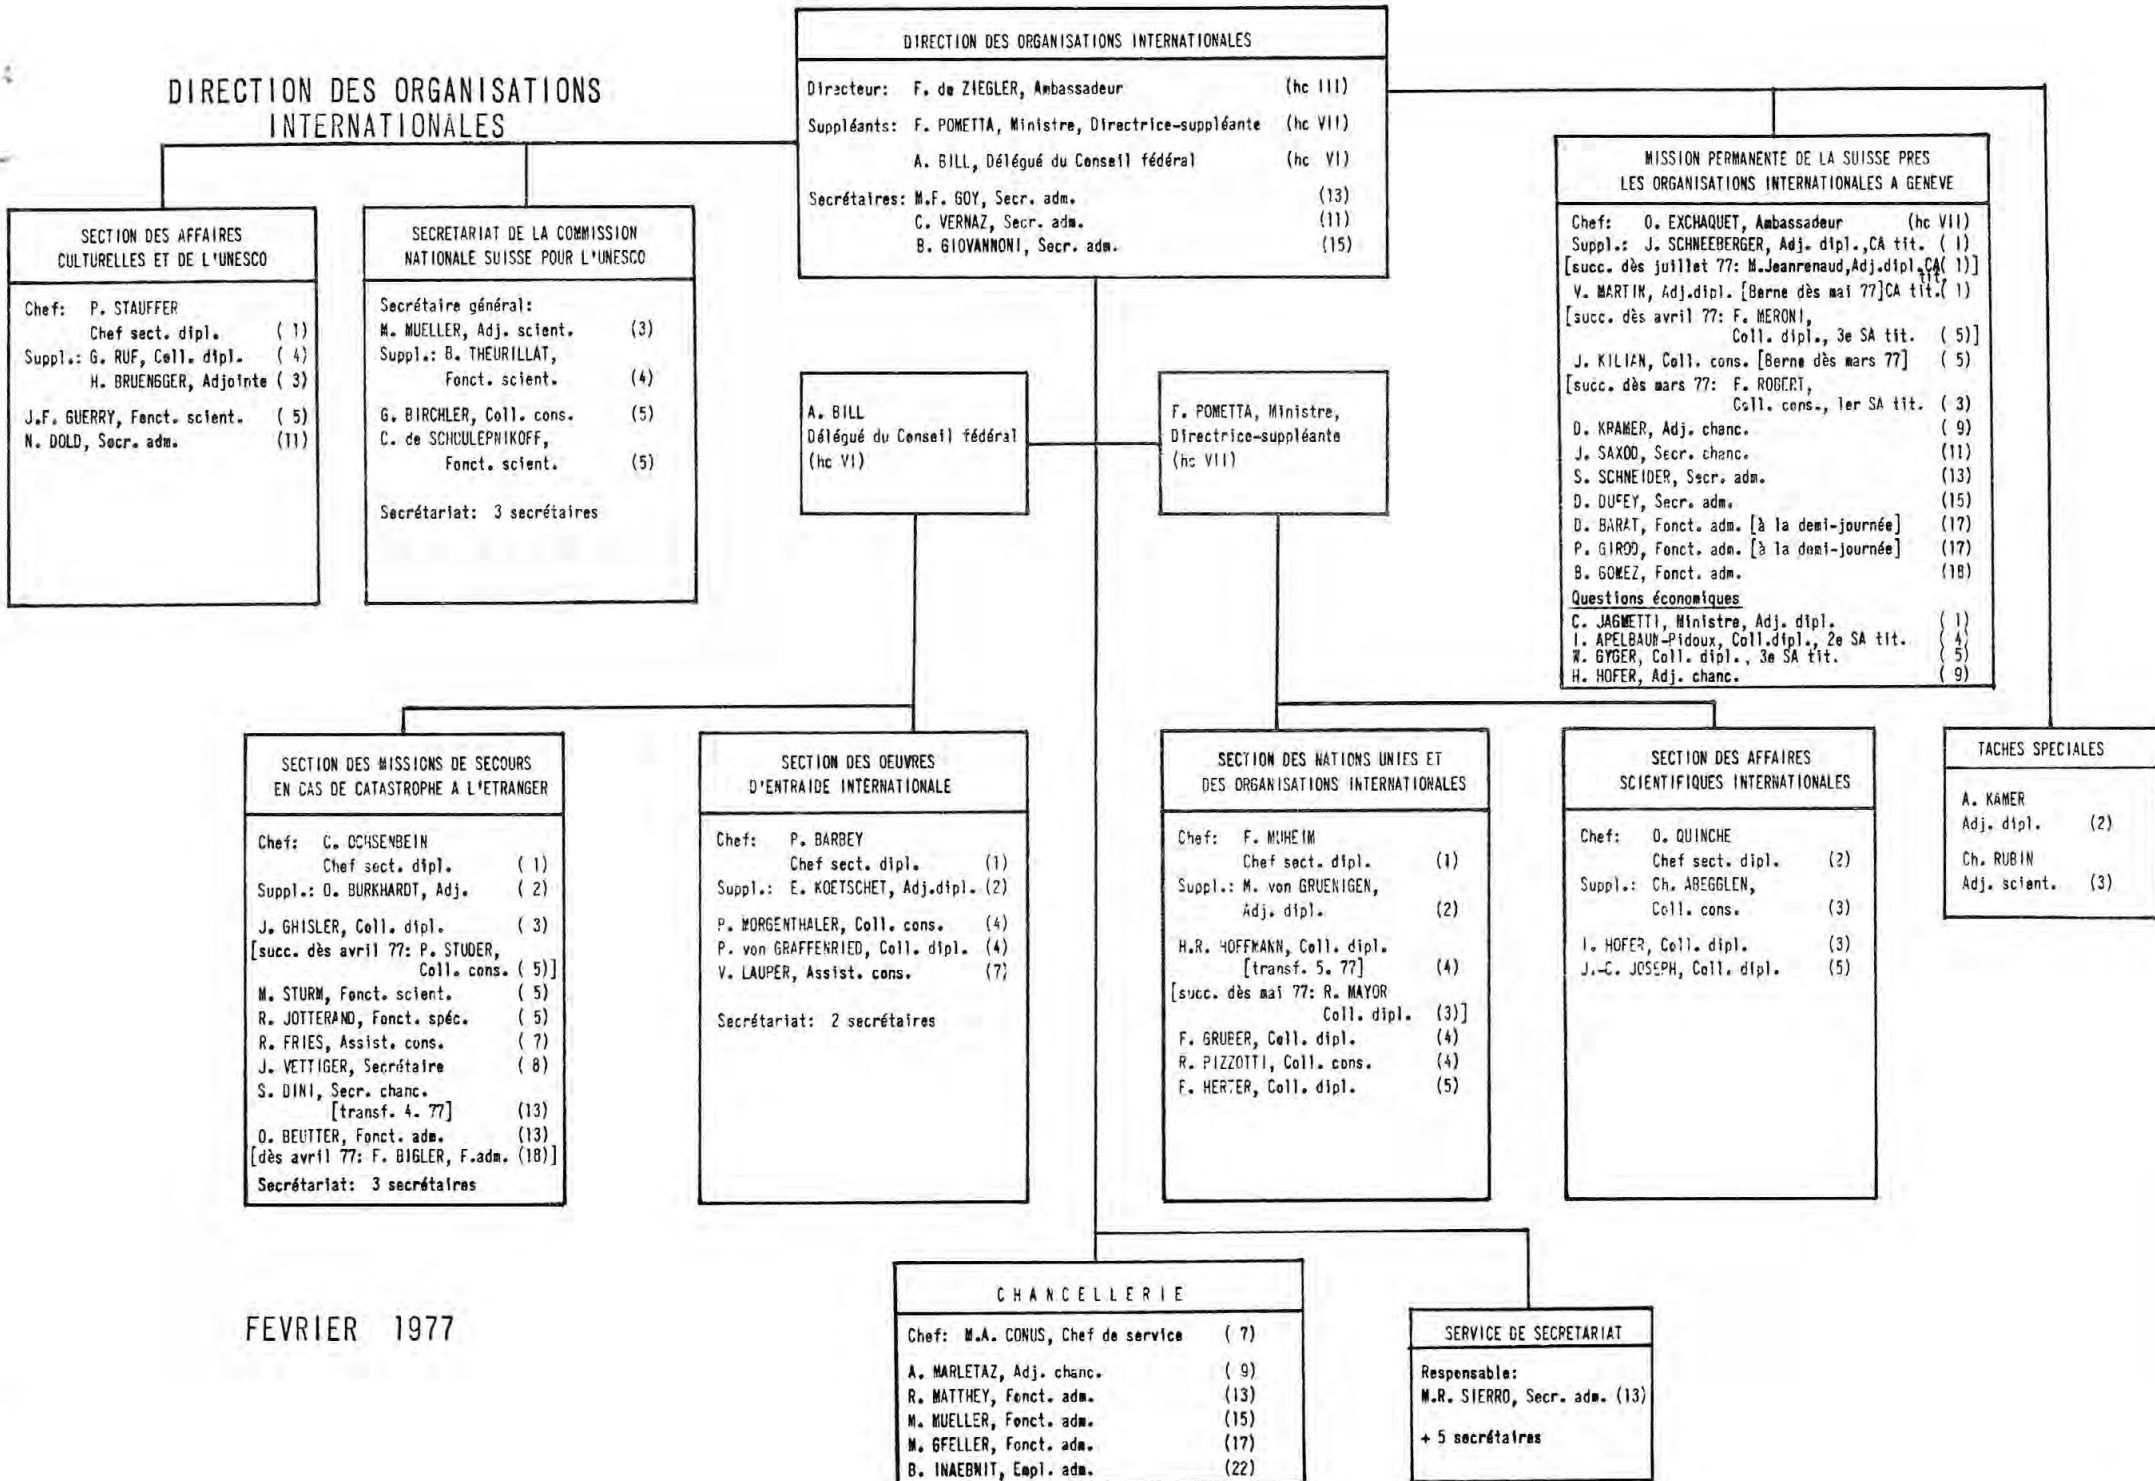 DIRECTION DES ORGANISATIONS
INTERNATIONALES
DIRECTION DES ORGANISATIONS INTERNATIONALES
Directeur: F. de ZIEGLER, Ambassadeur (hc III)
Suppléants: F. POMETTA, Ministre, Directrice-suppléante (hc VII)
A. BILL, Délégué du Conseil fédéral (hc VI)
Secrétaires: M.F. GOY, Secr. adm. (13)
C. VERNAZ, Secr. adm. (11)
B. GIOVANNONI, Secr. adm. (15)
SECTION DES AFFAIRES
CULTURELLES ET DE L'UNESCO
Chef: P. STAUFFER
Chef sect. dipl. ( 1)
Suppl.: G. RUF, Coll. dipl. ( 4)
H. BRUENGGER, Adjointe ( 3)
J.F. GUERRY, Fonct. scient. ( 5)
N. DOLD, Secr. adm. (11)
SECRETARIAT DE LA COMMISSION
NATIONALE SUISSE POUR L'UNESCO
Secrétaire général:
M. MUELLER, Adj. scient. (3)
Suppl.: B. THEURILLAT,
Fonct. scient. (4)
G. BIRCHLER, Coll. cons. (5)
C. de SCHOULEPNIKOFF,
Fonct. scient. (5)
Secrétariat: 3 secrétaires
MISSION PERMANENTE DE LA SUISSE PRES
LES ORGANISATIONS INTERNATIONALES A GENEVE
Chef: O. EXCHAQUET, Ambassadeur (hc VII)
Suppl.: J. SCHNEEBERGER, Adj. dipl.,CA tit. ( 1)
[succ. dès juillet 77: M.Jeanrenaud,Adj.dipl.CA tit.( 1)]
V. MARTIN, Adj.dipl. [Berne dès mai 77]CA tit.( 1)
[succ. dès avril 77: F. MERONI,
Coll. dipl., 3e SA tit. ( 5)]
J. KILIAN, Coll. cons. [Berne dès mars 77] ( 5)
[succ. dès mars 77: F. ROBERT,
Coll. cons., 1er SA tit. ( 3)
D. KRAMER, Adj. chanc. ( 9)
J. SAXOD, Secr. chanc. (11)
S. SCHNEIDER, Secr. adm. (13)
D. DUFEY, Secr. adm. (15)
D. BARAT, Fonct. adm. [à la demi-journée] (17)
P. GIROD, Fonct. adm. [à la demi-journée] (17)
B. GOMEZ, Fonct. adm. (18)
Questions économiques
C. JAGMETTI, Ministre, Adj. dipl. ( 1)
I. APELBAUM-Pidoux, Coll.dipl., 2e SA tit. ( 4)
W. GYGER, Coll. dipl., 3e SA tit. ( 5)
H. HOFER, Adj. chanc. ( 9)
A. BILL
Délégué du Conseil fédéral
(hc VI)
F. POMETTA, Ministre,
Directrice-suppléante
(hc VII)
SECTION DES MISSIONS DE SECOURS
EN CAS DE CATASTROPHE A L'ETRANGER
Chef: C. OCHSENBEIN
Chef sect. dipl. ( 1)
Suppl.: O. BURKHARDT, Adj. ( 2)
J. GHISLER, Coll. dipl. ( 3)
[succ. dès avril 77: P. STUDER,
Coll. cons. ( 5)]
M. STURM, Fonct. scient. ( 5)
R. JOTTERAND, Fonct. spéc. ( 5)
R. FRIES, Assist. cons. ( 7)
J. VETTIGER, Secrétaire ( 8)
S. DINI, Secr. chanc.
[transf. 4. 77] (13)
O. BEUTTER, Fonct. adm. (13)
[dès avril 77: F. BIGLER, F.adm. (18)]
Secrétariat: 3 secrétaires
SECTION DES OEUVRES
D'ENTRAIDE INTERNATIONALE
Chef: P. BARBEY
Chef sect. dipl. (1)
Suppl.: E. KOETSCHET, Adj.dipl. (2)
P. MORGENTHALER, Coll. cons. (4)
P. von GRAFFENRIED, Coll. dipl. (4)
V. LAUPER, Assist. cons. (7)
Secrétariat: 2 secrétaires
SECTION DES NATIONS UNIES ET
DES ORGANISATIONS INTERNATIONALES
Chef: F. MUHEIM
Chef sect. dipl. (1)
Suppl.: M. von GRUENIGEN,
Adj. dipl. (2)
H.R. HOFFMANN, Coll. dipl.
[transf. 5. 77] (4)
[succ. dès mai 77: R. MAYOR
Coll. dipl. (3)]
F. GRUBER, Coll. dipl. (4)
R. PIZZOTTI, Coll. cons. (4)
F. HERTER, Coll. dipl. (5)
SECTION DES AFFAIRES
SCIENTIFIQUES INTERNATIONALES
Chef: O. QUINCHE
Chef sect. dipl. (2)
Suppl.: Ch. ABEGGLEN,
Coll. cons. (3)
I. HOFER, Coll. dipl. (3)
J.-C. JOSEPH, Coll. dipl. (5)
TACHES SPECIALES
A. KAMER
Adj. dipl. (2)
Ch. RUBIN
Adj. scient. (3)
FEVRIER 1977
CHANCELLERIE
Chef: M.A. CONUS, Chef de service ( 7)
A. MARLETAZ, Adj. chanc. ( 9)
R. MATTHEY, Fonct. adm. (13)
M. MUELLER, Fonct. adm. (15)
M. GFELLER, Fonct. adm. (17)
B. INAEBNIT, Empl. adm. (22)
SERVICE DE SECRETARIAT
Responsable:
M.R. SIERRO, Secr. adm. (13)
+ 5 secrétaires